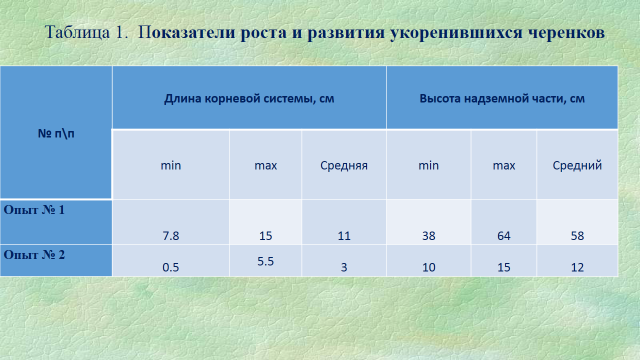 Таблица 1. Показатели роста и развития укоренившихся черенков
№ п\п Длина корневой системы, см Высота надземной части, см
min max Средняя min max Средний
Опыт № 1 7.8 15 11 38 64 58
Опыт № 2 0.5 5.5 3 10 15 12